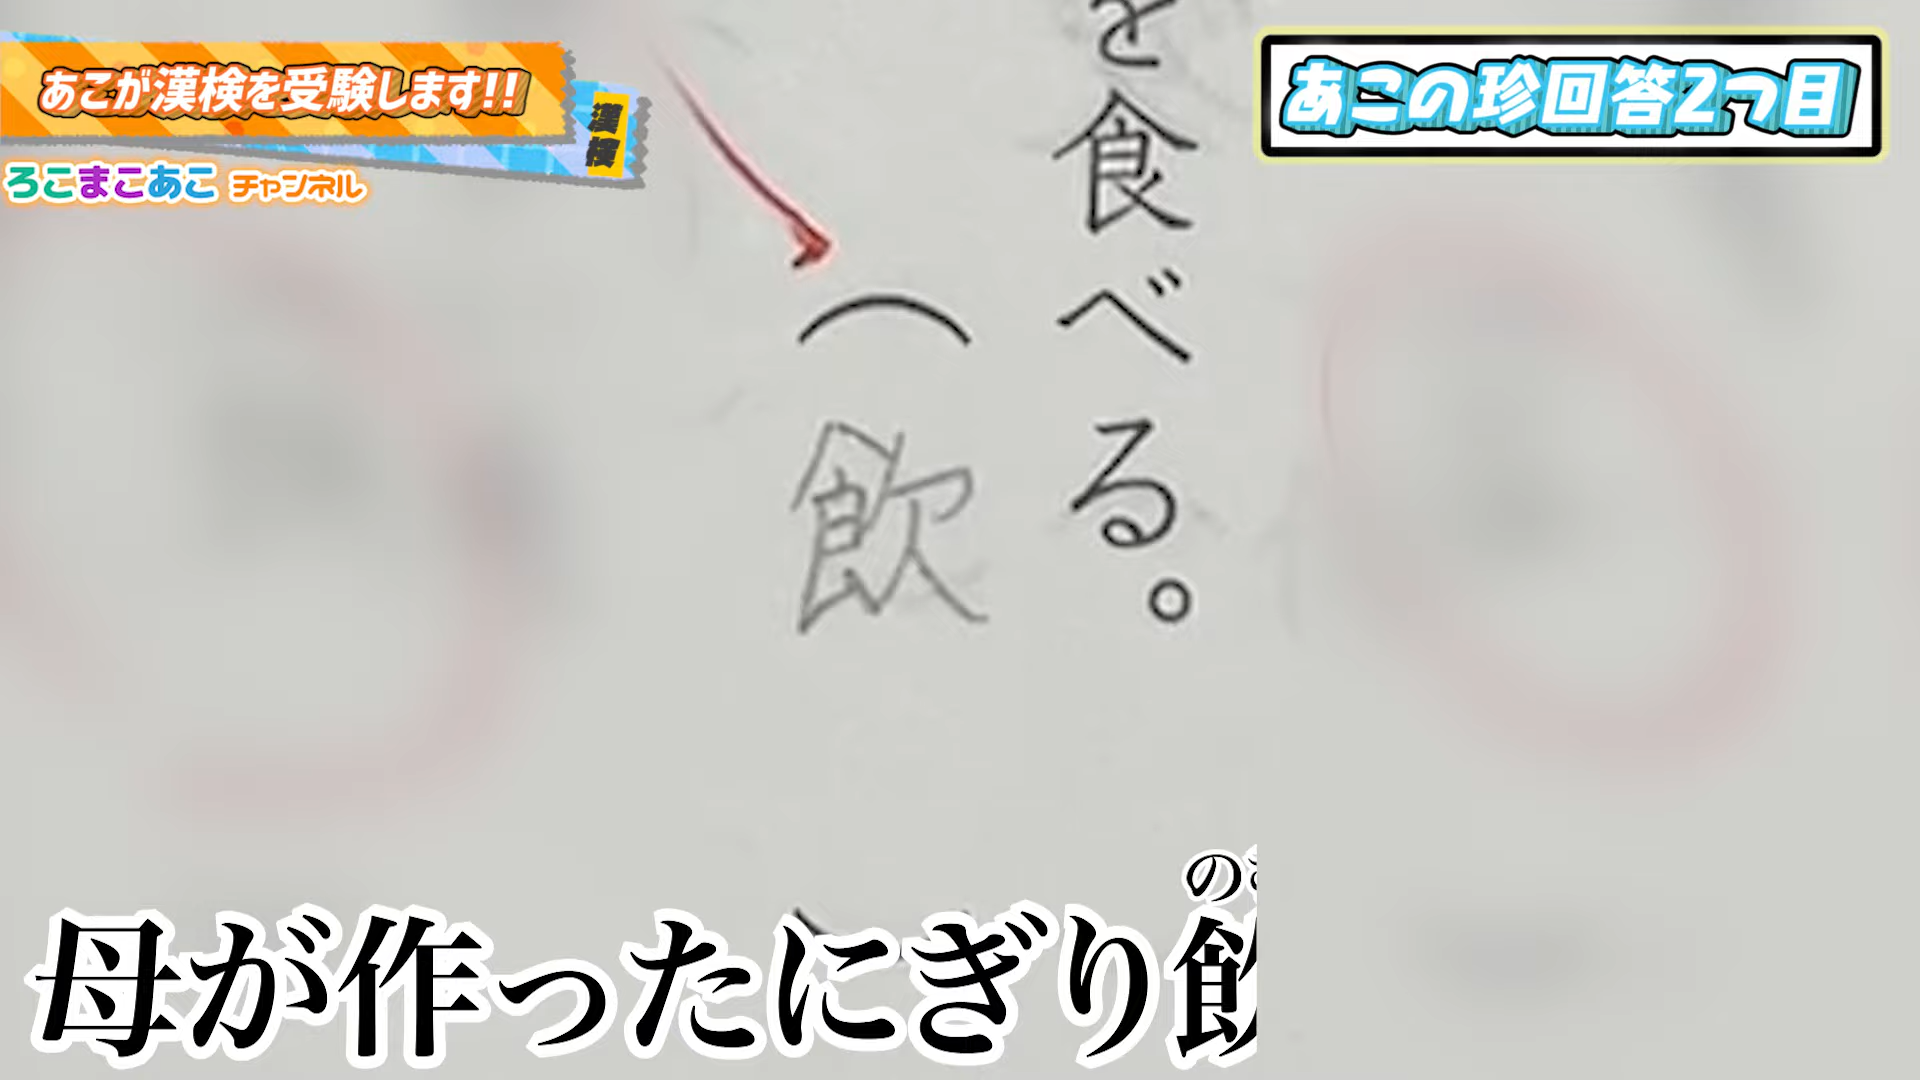 あこが漢検を受験します!!
漢検
ろこまこあこ チャンネル
あこの珍回答2つ目
を食べる。
(飲
の
母が作ったにぎり飲